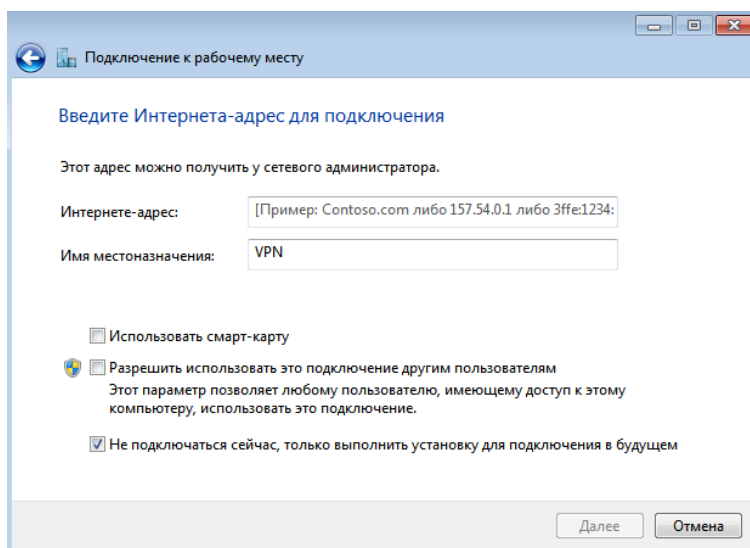 Подключение к рабочему месту
Введите Интернета-адрес для подключения
Этот адрес можно получить у сетевого администратора.
Интернете-адрес: [Пример: Contoso.com либо 157.54.0.1 либо 3ffe:1234:
Имя местоназначения: VPN
Использовать смарт-карту
Разрешить использовать это подключение другим пользователям
Этот параметр позволяет любому пользователю, имеющему доступ к этому
компьютеру, использовать это подключение.
Не подключаться сейчас, только выполнить установку для подключения в будущем
Далее Отмена